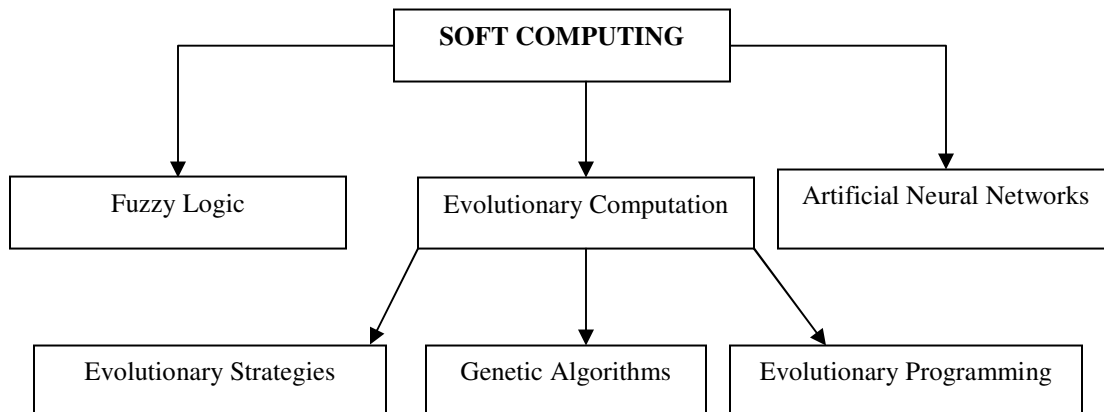 SOFT COMPUTING
Fuzzy Logic
Evolutionary Computation
Artificial Neural Networks
Evolutionary Strategies
Genetic Algorithms
Evolutionary Programming